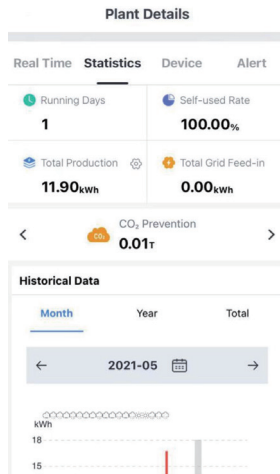 Plant Details
Real Time Statistics Device Alert
Running Days Self-used Rate
1 100.00%
Total Production Total Grid Feed-in
11.90kWh 0.00kWh
CO₂ CO₂ Prevention
0.01T
Historical Data
Month Year Total
2021-05
kWh
18
15